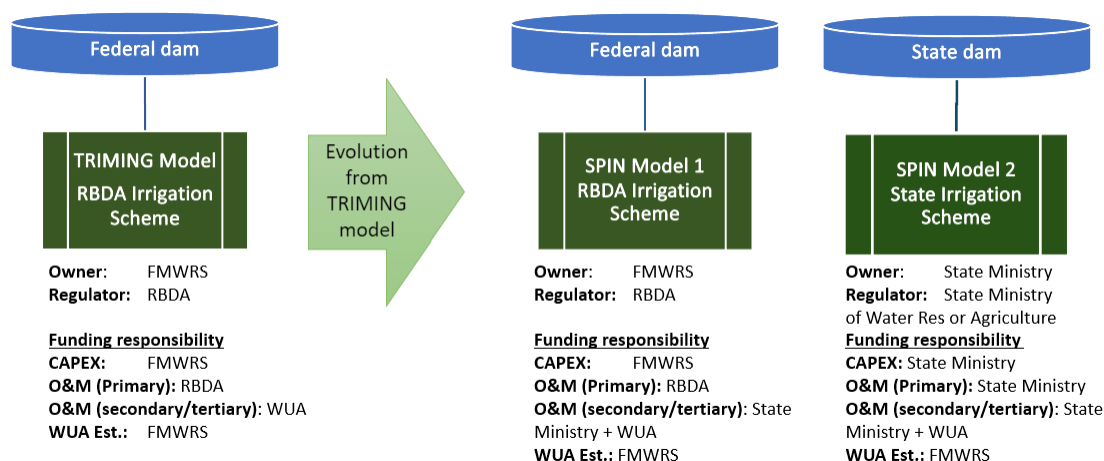 Federal dam
TRIMING Model
RBDA Irrigation
Scheme
Owner: FMWRS
Regulator: RBDA
Funding responsibility
CAPEX: FMWRS
O&M (Primary): RBDA
O&M (secondary/tertiary): WUA
WUA Est.: FMWRS
Evolution
from
TRIMING
model
Federal dam
SPIN Model 1
RBDA Irrigation
Scheme
Owner: FMWRS
Regulator: RBDA
Funding responsibility
CAPEX: FMWRS
O&M (Primary): RBDA
O&M (secondary/tertiary): State
Ministry + WUA
WUA Est.: FMWRS
State dam
SPIN Model 2
State Irrigation
Scheme
Owner: State Ministry
Regulator: State Ministry
of Water Res or Agriculture
Funding responsibility
CAPEX: State Ministry
O&M (Primary): State Ministry
O&M (secondary/tertiary): State
Ministry + WUA
WUA Est.: FMWRS